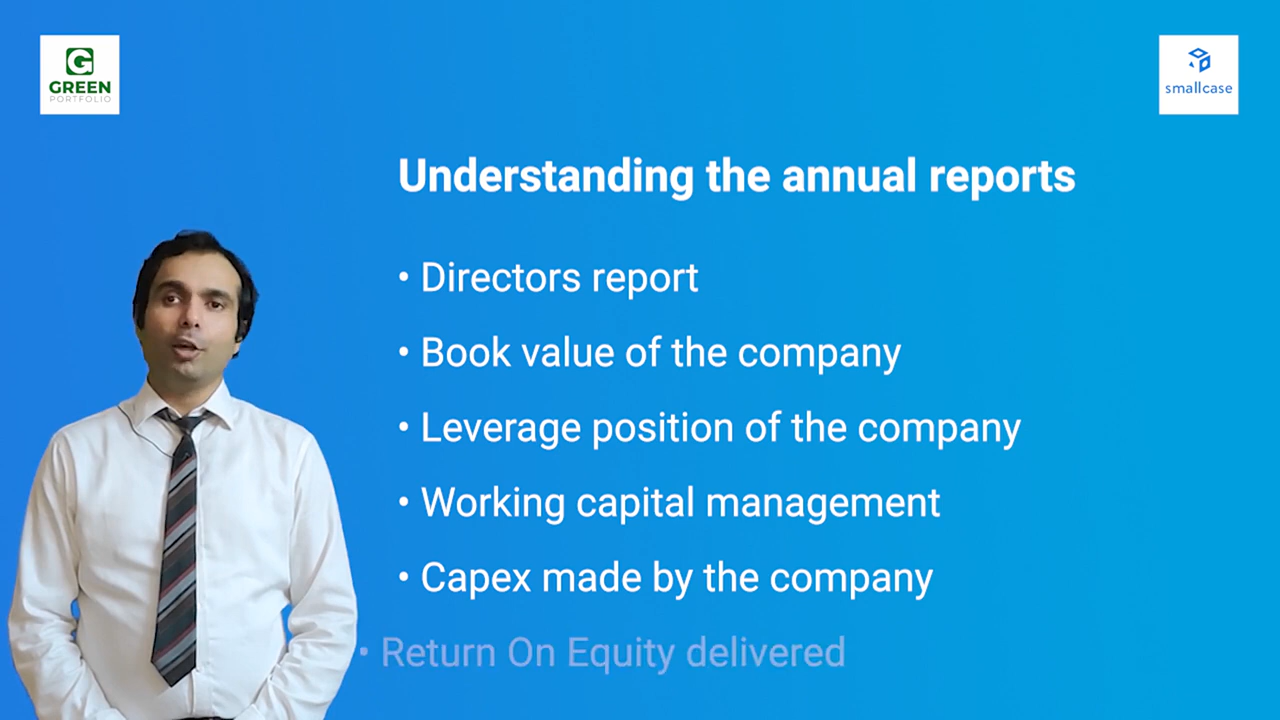 G
GREEN
PORTFOLIO
smallcase
Understanding the annual reports
• Directors report
• Book value of the company
• Leverage position of the company
• Working capital management
• Capex made by the company
• Return On Equity delivered